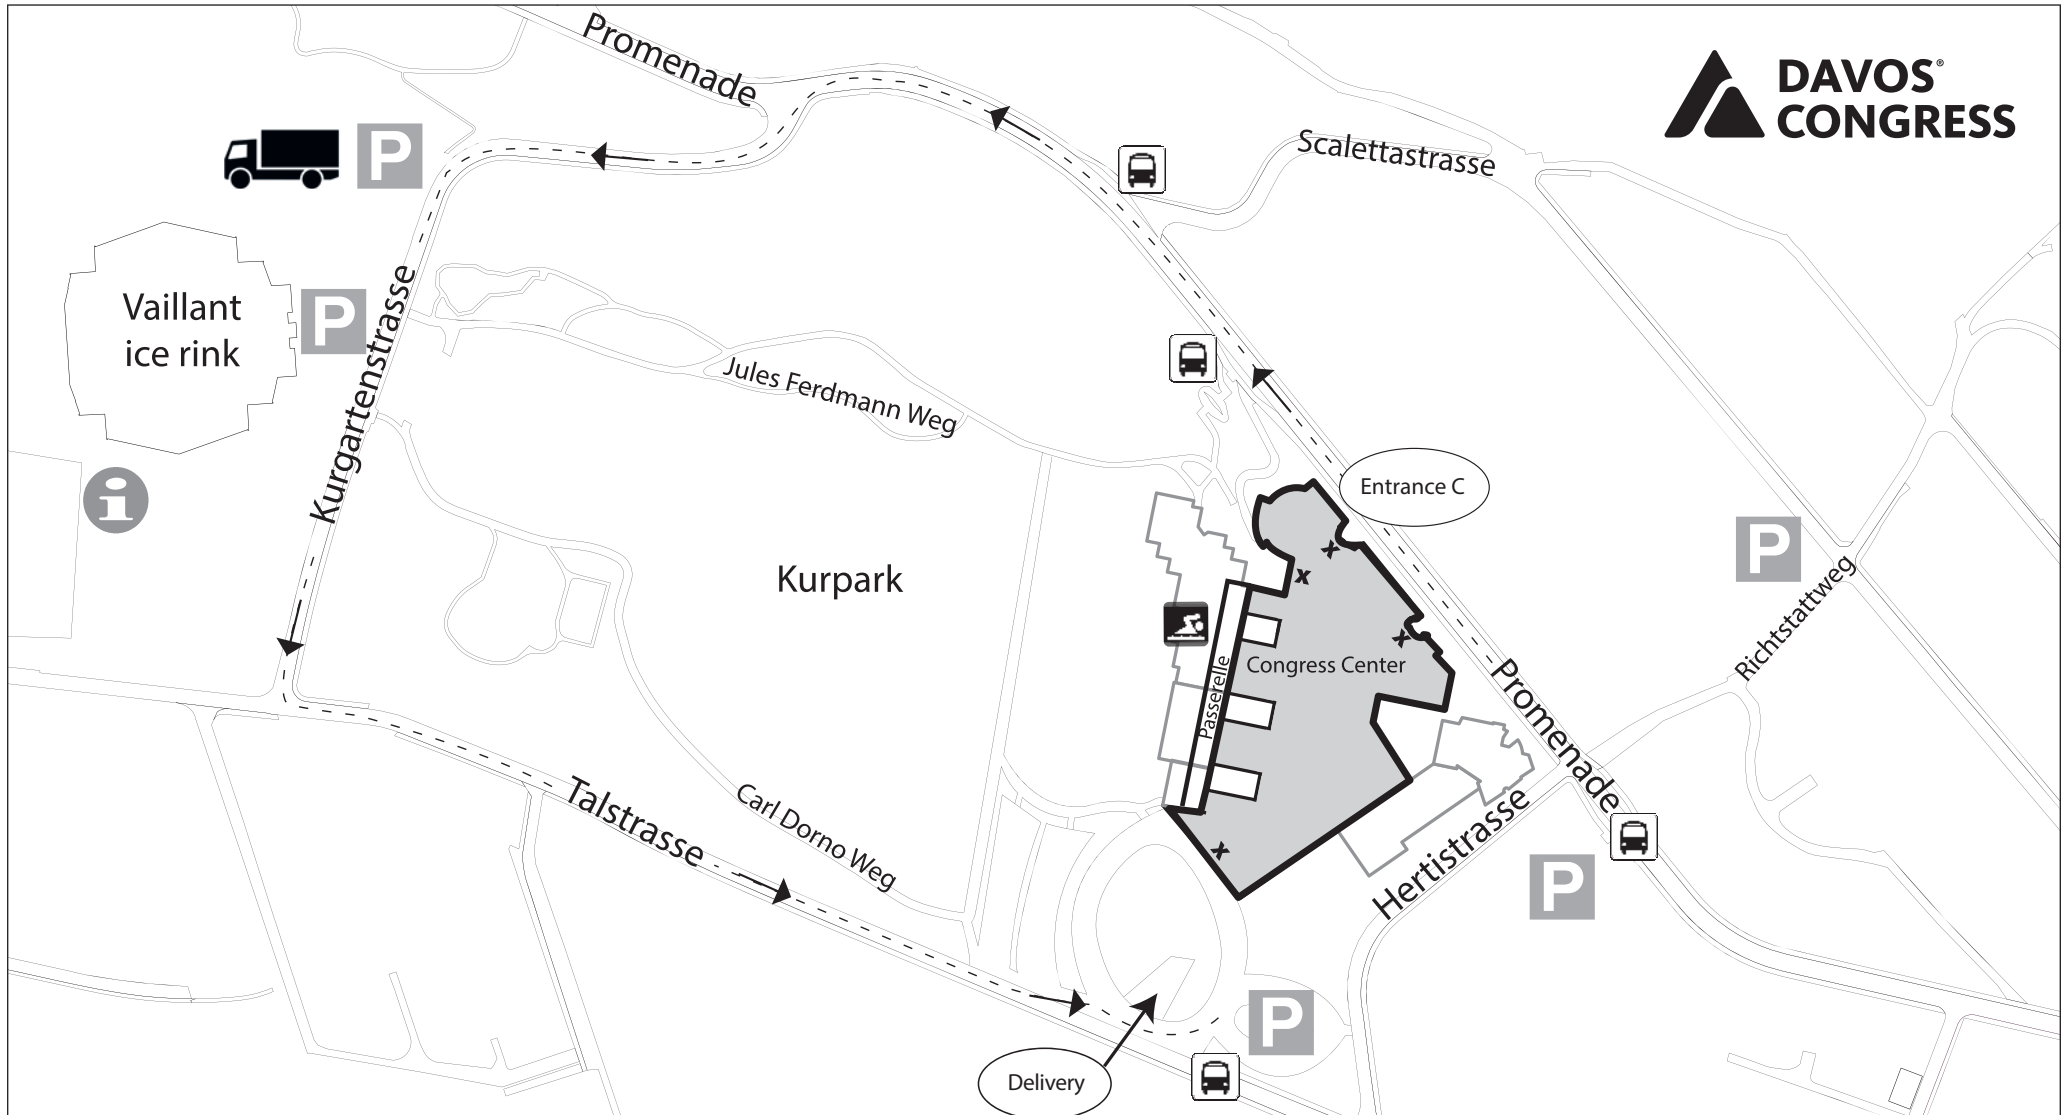 Promenade
DAVOS®
CONGRESS
Scalettastrasse
P
Vaillant
ice rink
P
Kurgartenstrasse
Jules Ferdmann Weg
Entrance C
i
Kurpark
P
Richtstattweg
x
x
x
Congress Center
Passerelle
Promenade
Talstrasse
Carl Dorno Weg
Hertistrasse
x
P
P
Delivery